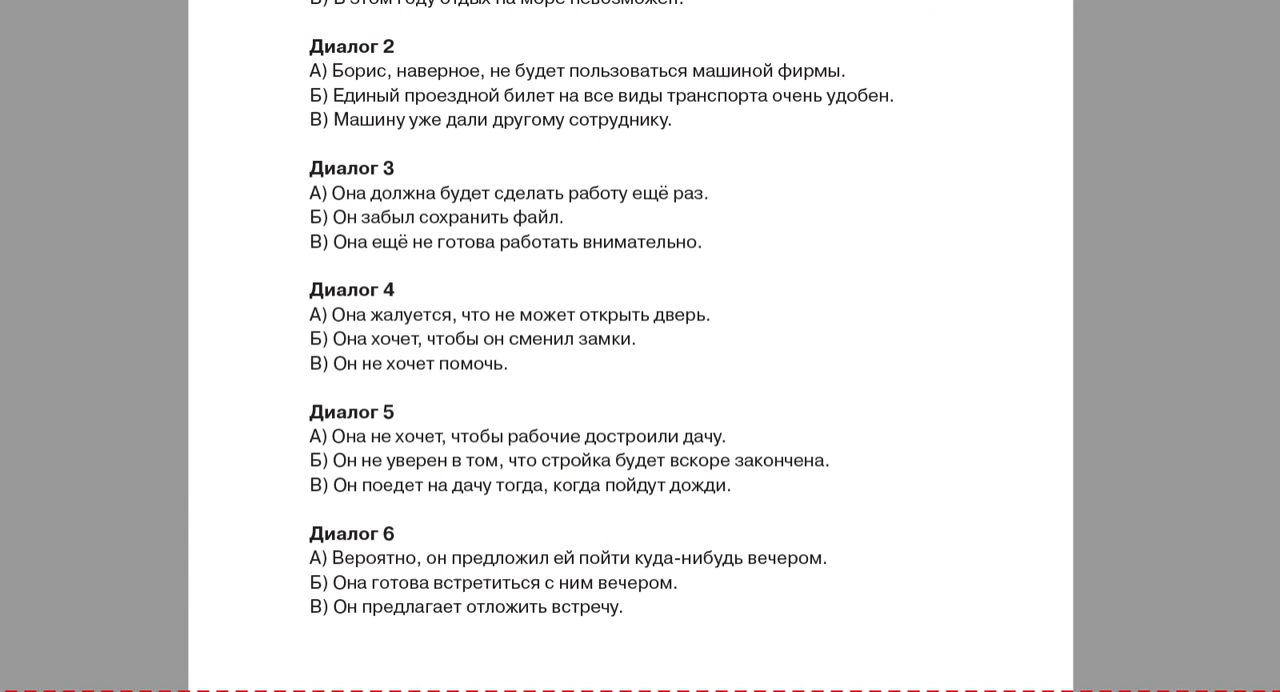 Диалог 2
А) Борис, наверное, не будет пользоваться машиной фирмы.
Б) Единый проездной билет на все виды транспорта очень удобен.
В) Машину уже дали другому сотруднику.
Диалог 3
А) Она должна будет сделать работу ещё раз.
Б) Он забыл сохранить файл.
В) Она ещё не готова работать внимательно.
Диалог 4
А) Она жалуется, что не может открыть дверь.
Б) Она хочет, чтобы он сменил замки.
В) Он не хочет помочь.
Диалог 5
А) Она не хочет, чтобы рабочие достроили дачу.
Б) Он не уверен в том, что стройка будет вскоре закончена.
В) Он поедет на дачу тогда, когда пойдут дожди.
Диалог 6
А) Вероятно, он предложил ей пойти куда-нибудь вечером.
Б) Она готова встретиться с ним вечером.
В) Он предлагает отложить встречу.